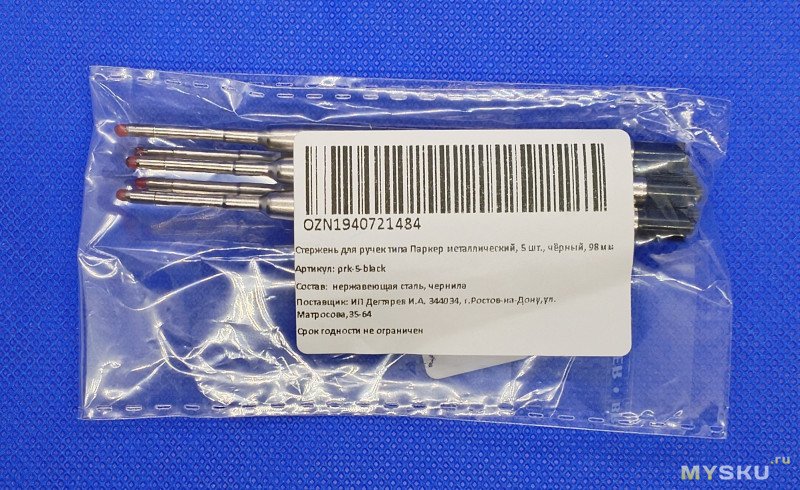 OZN1940721484
Стержень для ручек типа Паркер металлический, 5 шт., чёрный, 98 мм
Артикул: prk-5-black
Состав: нержавеющая сталь, чернила
Поставщик: ИП Дегтярев И.А, 344034, г.Ростов-на-Дону,ул.
Матросова,35-64
Срок годности не ограничен
MYSKU.ru